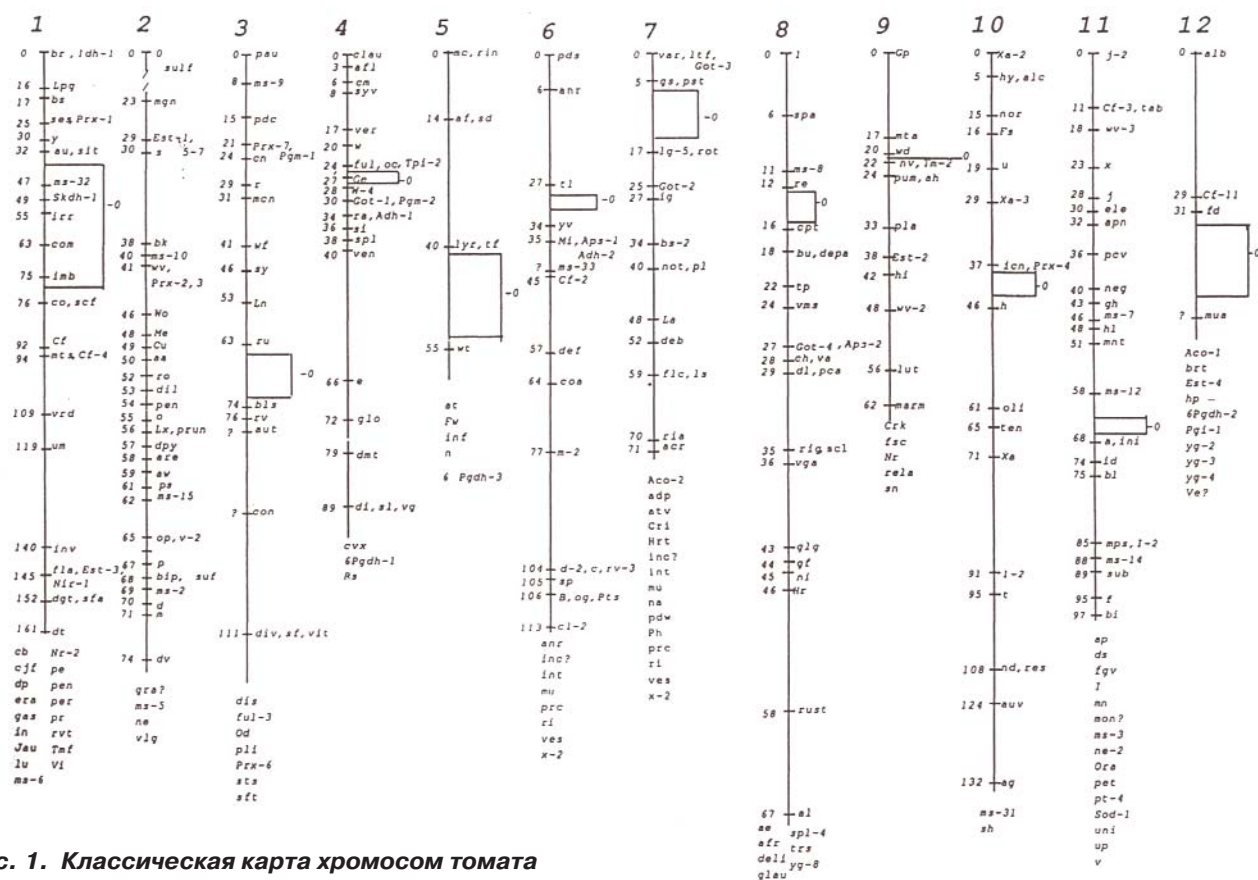 1
0 br, Idh-1
16 Lpg
17 bs
25 ses, Prx-1
30 y
32 au, sit
47 ms-32
49 Skdh-1
-0
55 irr
63 com
75 imb
76 co, scf
92 Cf
94 mts, Cf-4
109 vrd
119 um
140 inv
fla, Est-3,
145
Nir-1
152 dgt, sfa
161 dt
cb Nr-2
cjf pe
dp pen
era per
gas pr
in rvt
Jau Tmf
lu Vi
ms-6
2
0 0
sulf
23 mgn
29 Est-1,
30 s 5-7
38 bk
40 ms-10
41 wv,
Prx-2,3
46 Wo
48 Me
49 Cu
50 aa
52 ro
53 dil
54 pen
55 o
56 Lx, prun
57 dpy
58 are
59 aw
61 ps
62 ms-15
65 op, v-2
67 p
68 bip, suf
69 ms-2
70 d
71 m
74 dv
gra?
ms-5
ne
vlg
3
0 pau
8 ms-9
15 pdc
21 Prx-7,
24 cn Pgm-1
29 r
31 mcn
41 wf
46 sy
53 Ln
63 ru
-0
74 bls
76 rv
? aut
? con
111 div, sf, vit
dis
ful-3
Od
pli
Prx-6
sts
sft
4
0 clau
3 afl
6 cm
8 syv
17 ver
20 w
24 ful, oc, Tpi-2
27 Ge -0
28 W-4
30 Got-1, Pgm-2
34 ra, Adh-1
36 si
38 spl
40 ven
66 e
72 glo
79 dmt
89 di, sl, vg
cvx
6Pgdh-1
Rs
5
0 mc, rin
14 af, sd
40 lyr, tf
-0
55 wt
at
Fw
inf
n
6 Pgdh-3
6
0 pds
6 anr
27 tl
-0
34 yv
35 Mi, Aps-1
Adh-2
? ms-33
45 Cf-2
57 def
64 coa
77 m-2
104 d-2, c, rv-3
105 sp
106 B, og, Pts
113 cl-2
anr
inc?
int
mu
prc
ri
ves
x-2
7
0 var, ltf,
Got-3
5 gs, pst
-0
17 lg-5, rot
25 Got-2
27 ig
34 bs-2
40 not, pl
48 La
52 deb
59 flc, ls
70 ria
71 acr
Aco-2
adp
atv
Cri
Hrt
inc?
int
mu
na
pdw
Ph
prc
ri
ves
x-2
8
0 l
6 spa
11 ms-8
12 re
-0
16 cpt
18 bu, depa
22 tp
24 vms
27 Got-4, Aps-2
28 ch, va
29 dl, pca
35 rig, scl
36 vga
43 glg
44 gf
45 ni
46 Hr
58 rust
67 al
ae spl-4
afr trs
deli yg-8
glau
9
0 Gp
17 mta
20 wd -0
22 nv, Tm-2
24 pum, ah
33 pla
38 Est-2
42 hi
48 wv-2
56 lut
62 marm
Crk
fsc
Nr
rela
sn
10
0 Xa-2
5 hy, alc
15 nor
16 Fs
19 u
29 Xa-3
37 icn, Prx-4
-0
46 h
61 oli
65 ten
71 Xa
91 l-2
95 t
108 nd, res
124 auv
132 ag
ms-31
sh
11
0 j-2
11 Cf-3, tab
18 wv-3
23 x
28 j
30 ele
32 apn
36 pcv
40 neg
43 gh
46 ms-7
48 hl
51 mnt
58 ms-12
-0
68 a, ini
74 id
75 bl
85 mps, I-2
88 ms-14
89 sub
95 f
97 bi
ap
ds
fgv
I
mn
mon?
ms-3
ne-2
Ora
pet
pt-4
Sod-1
uni
up
v
12
0 alb
29 Cf-11
31 fd
-0
? mua
Aco-1
brt
Est-4
hp -
6Pgdh-2
Pgi-1
yg-2
yg-3
yg-4
Ve?
с. 1. Классическая карта хромосом томата